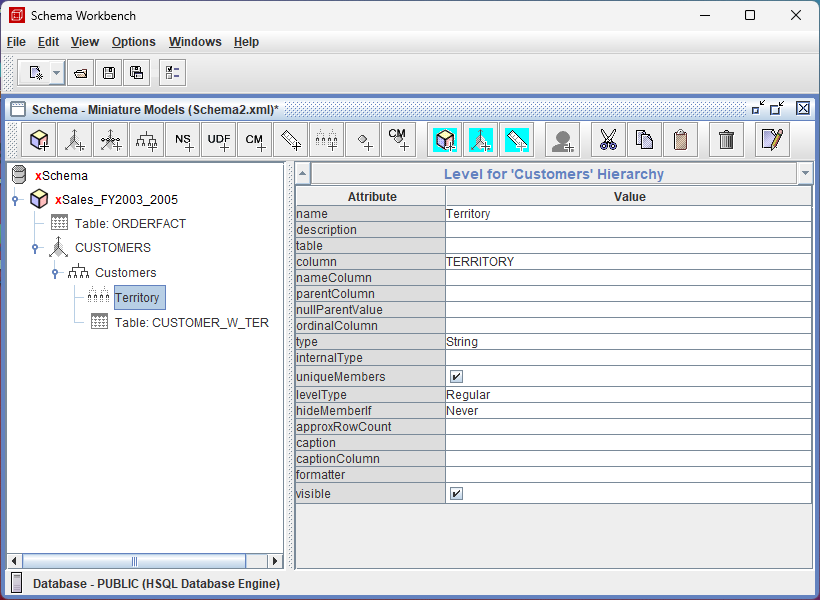 Schema Workbench
File Edit View Options Windows Help
Schema - Miniature Models (Schema2.xml)*
NS UDF CM CM
xSchema
xSales_FY2003_2005
Table: ORDERFACT
CUSTOMERS
Customers
Territory
Table: CUSTOMER_W_TER
Level for 'Customers' Hierarchy
Attribute Value
name Territory
description
table
column TERRITORY
nameColumn
parentColumn
nullParentValue
ordinalColumn
type String
internalType
uniqueMembers
levelType Regular
hideMemberIf Never
approxRowCount
caption
captionColumn
formatter
visible
Database - PUBLIC (HSQL Database Engine)